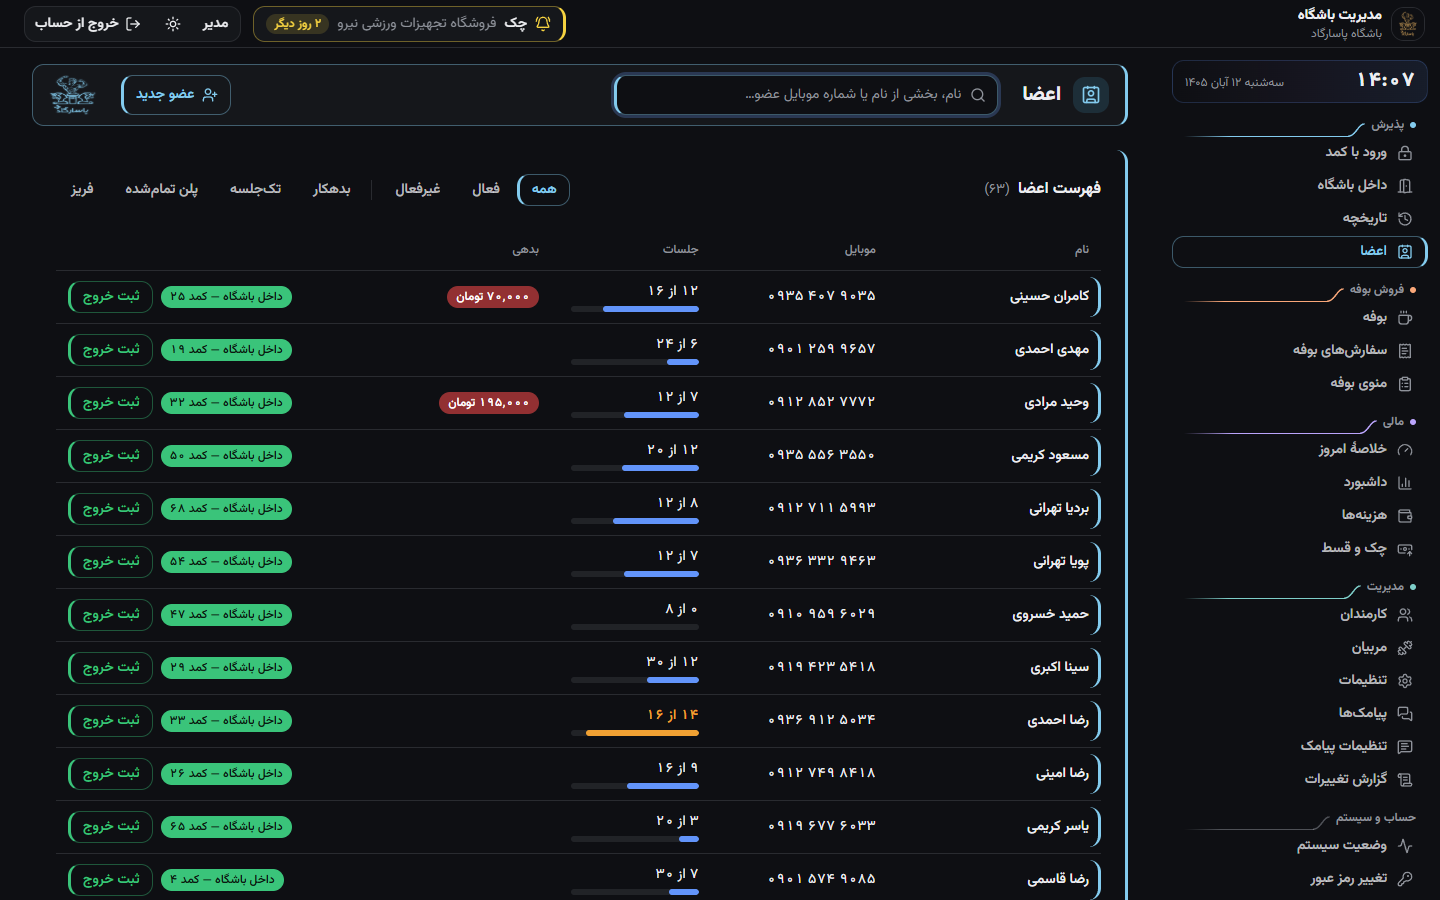 مدیریت باشگاه
باشگاه پاسارگاد
چک فروشگاه تجهیزات ورزشی نیرو ۲ روز دیگر
مدیر
خروج از حساب
۱۴:۰۷
سه‌شنبه ۱۲ آبان ۱۴۰۵
پذیرش
ورود با کمد
داخل باشگاه
تاریخچه
اعضا
فروش بوفه
بوفه
سفارش‌های بوفه
منوی بوفه
مالی
خلاصهٔ امروز
داشبورد
هزینه‌ها
چک و قسط
مدیریت
کارمندان
مربیان
تنظیمات
پیامک‌ها
تنظیمات پیامک
گزارش تغییرات
حساب و سیستم
وضعیت سیستم
تغییر رمز عبور
اعضا
نام، بخشی از نام یا شماره موبایل عضو...
عضو جدید
پاسارگاد
فهرست اعضا (۶۳)
همه فعال غیرفعال بدهکار تک‌جلسه پلن تمام‌شده فریز
نام موبایل جلسات بدهی
کامران حسینی ۰۹۳۵ ۴۰۷ ۹۰۳۵ ۱۲ از ۱۶ ۷۰,۰۰۰ تومان داخل باشگاه — کمد ۲۵ ثبت خروج
مهدی احمدی ۰۹۰۱ ۲۵۹ ۹۶۵۷ ۶ از ۲۴ داخل باشگاه — کمد ۱۹ ثبت خروج
وحید مرادی ۰۹۱۲ ۸۵۲ ۷۷۷۲ ۷ از ۱۲ ۱۹۵,۰۰۰ تومان داخل باشگاه — کمد ۳۲ ثبت خروج
مسعود کریمی ۰۹۳۵ ۵۵۶ ۳۵۵۰ ۱۲ از ۲۰ داخل باشگاه — کمد ۵۰ ثبت خروج
بردیا تهرانی ۰۹۱۲ ۷۱۱ ۵۹۹۳ ۸ از ۱۲ داخل باشگاه — کمد ۶۸ ثبت خروج
پویا تهرانی ۰۹۳۶ ۳۳۲ ۹۴۶۳ ۷ از ۱۲ داخل باشگاه — کمد ۵۴ ثبت خروج
حمید خسروی ۰۹۱۰ ۹۵۹ ۶۰۲۹ ۰ از ۸ داخل باشگاه — کمد ۴۷ ثبت خروج
سینا اکبری ۰۹۱۹ ۴۲۳ ۵۴۱۸ ۱۲ از ۳۰ داخل باشگاه — کمد ۲۹ ثبت خروج
رضا احمدی ۰۹۳۶ ۹۱۲ ۵۰۳۴ ۱۴ از ۱۶ داخل باشگاه — کمد ۳۳ ثبت خروج
رضا امینی ۰۹۱۲ ۷۴۹ ۸۴۱۸ ۹ از ۱۶ داخل باشگاه — کمد ۲۶ ثبت خروج
یاسر کریمی ۰۹۱۹ ۶۷۷ ۶۰۳۳ ۳ از ۲۰ داخل باشگاه — کمد ۶۵ ثبت خروج
رضا قاسمی ۰۹۰۱ ۵۷۴ ۹۰۸۵ ۷ از ۳۰ داخل باشگاه — کمد ۴ ثبت خروج